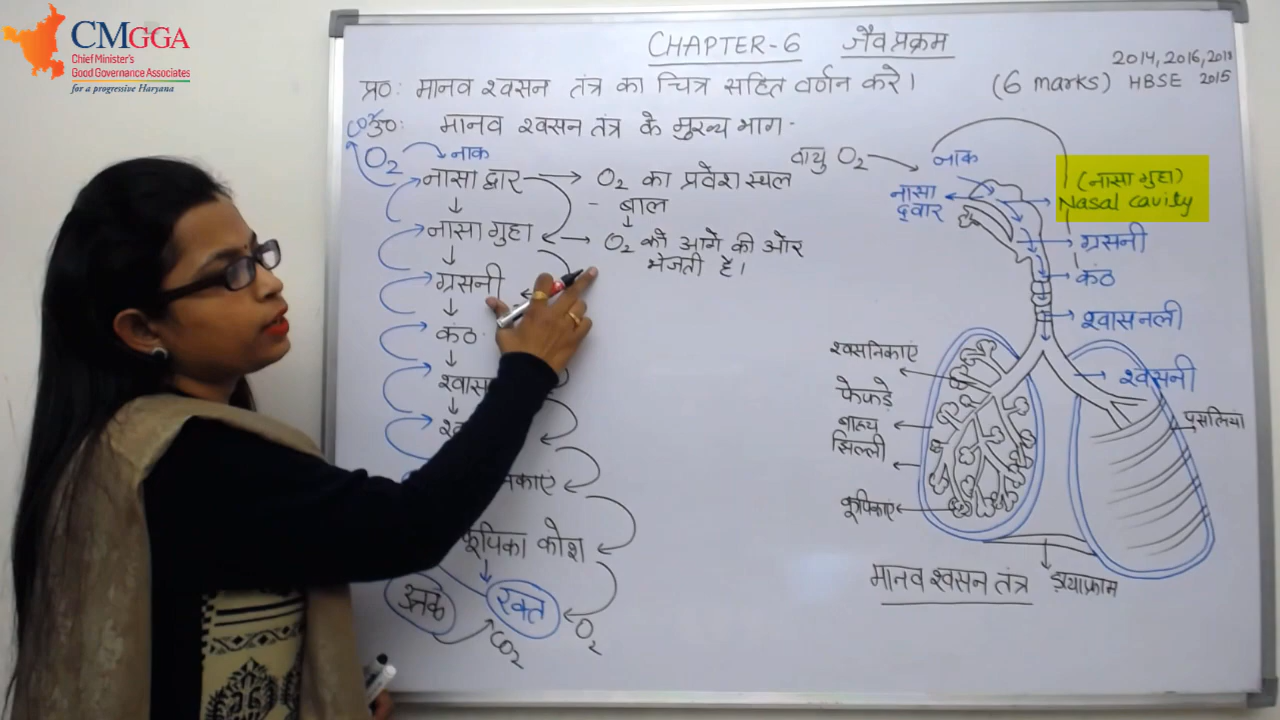 CMGGA
Chief Minister's
Good Governance Associates
for a progressive Haryana
CHAPTER-6 जैव प्रक्रम
2014, 2016, 2018
प्र०: मानव श्वसन तंत्र का चित्र सहित वर्णन करे। (6 marks) HBSE 2015
उ०: मानव श्वसन तंत्र के मुख्य भाग -
CO2
O2 नाक
नासा द्वार → O2 का प्रवेश स्थल
- बाल
नासा गुहा → O2 को आगे की ओर
भेजती है।
ग्रसनी
कंठ
कूपिका कोश
रक्त
O2
CO2
वायु O2
नाक
नासा
द्वार
(नासा गुहा)
Nasal cavity
ग्रसनी
कंठ
श्वासनली
श्वसनी
पसलियां
श्वसनिकाएं
फेफड़े
बाह्य
झिल्ली
कूपिकाएं
मानव श्वसन तंत्र
डायाफ्राम